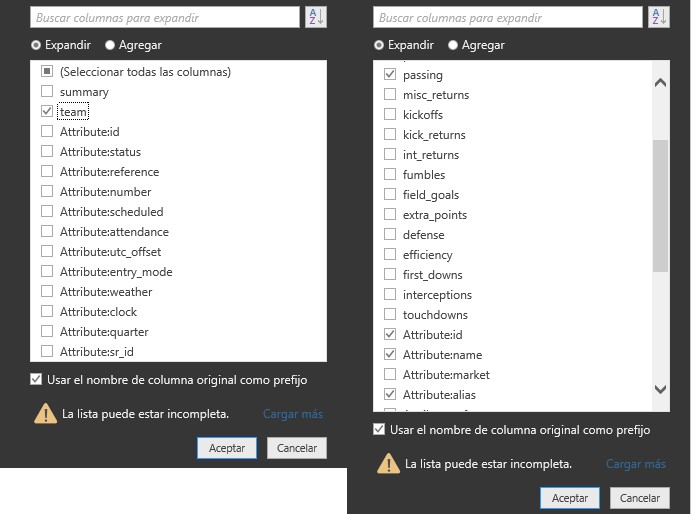 Buscar columnas para expandir
A
Z
Expandir
Agregar
(Seleccionar todas las columnas)
summary
team
Attribute:id
Attribute:status
Attribute:reference
Attribute:number
Attribute:scheduled
Attribute:attendance
Attribute:utc_offset
Attribute:entry_mode
Attribute:weather
Attribute:clock
Attribute:quarter
Attribute:sr_id
Usar el nombre de columna original como prefijo
La lista puede estar incompleta.
Cargar más
Aceptar
Cancelar
Buscar columnas para expandir
A
Z
Expandir
Agregar
passing
misc_returns
kickoffs
kick_returns
int_returns
fumbles
field_goals
extra_points
defense
efficiency
first_downs
interceptions
touchdowns
Attribute:id
Attribute:name
Attribute:market
Attribute:alias
Usar el nombre de columna original como prefijo
La lista puede estar incompleta.
Cargar más
Aceptar
Cancelar